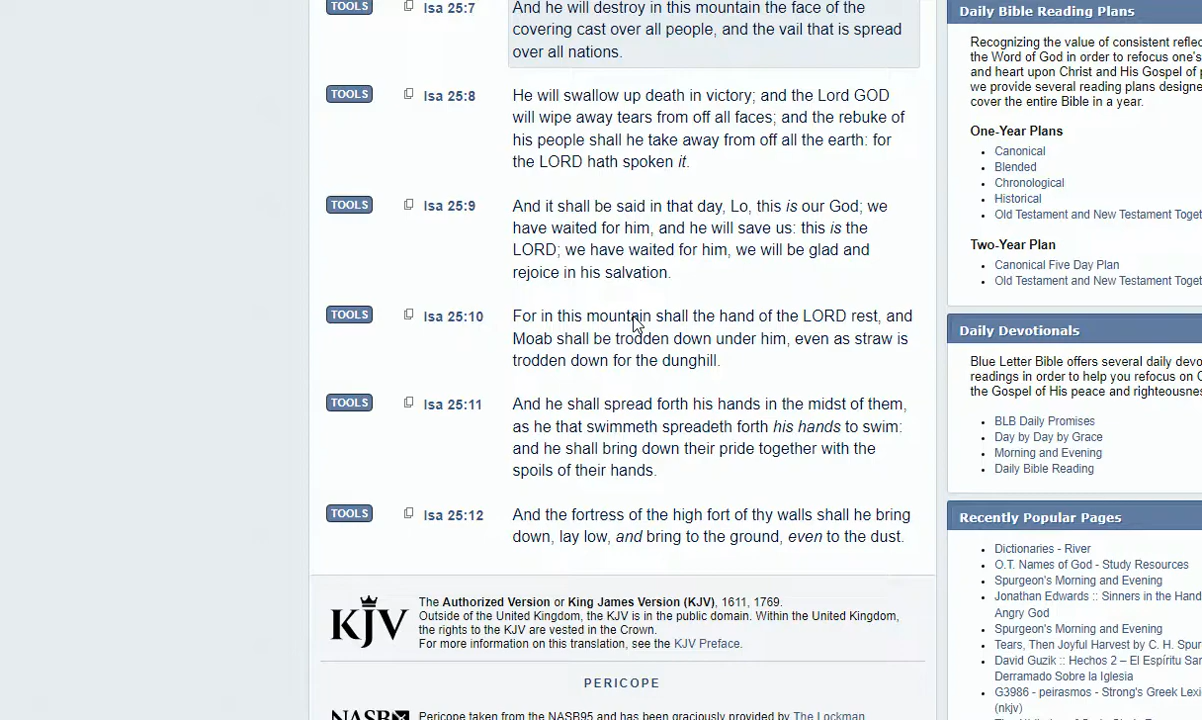 TOOLS Isa 25:7 And he will destroy in this mountain the face of the
covering cast over all people, and the vail that is spread
over all nations.
TOOLS Isa 25:8 He will swallow up death in victory; and the Lord GOD
will wipe away tears from off all faces; and the rebuke of
his people shall he take away from off all the earth: for
the LORD hath spoken it.
TOOLS Isa 25:9 And it shall be said in that day, Lo, this is our God; we
have waited for him, and he will save us: this is the
LORD; we have waited for him, we will be glad and
rejoice in his salvation.
TOOLS Isa 25:10 For in this mountain shall the hand of the LORD rest, and
Moab shall be trodden down under him, even as straw is
trodden down for the dunghill.
TOOLS Isa 25:11 And he shall spread forth his hands in the midst of them,
as he that swimmeth spreadeth forth his hands to swim:
and he shall bring down their pride together with the
spoils of their hands.
TOOLS Isa 25:12 And the fortress of the high fort of thy walls shall he bring
down, lay low, and bring to the ground, even to the dust.
KJV
The Authorized Version or King James Version (KJV), 1611, 1769.
Outside of the United Kingdom, the KJV is in the public domain. Within the United Kingdom,
the rights to the KJV are vested in the Crown.
For more information on this translation, see the KJV Preface.
PERICOPE
NASB Pericope taken from the NASB95 and has been graciously provided by The Lockman
Daily Bible Reading Plans
Recognizing the value of consistent reflec
the Word of God in order to refocus one's
and heart upon Christ and His Gospel of p
we provide several reading plans designe
cover the entire Bible in a year.
One-Year Plans
Canonical
Blended
Chronological
Historical
Old Testament and New Testament Toget
Two-Year Plan
Canonical Five Day Plan
Old Testament and New Testament Toget
Daily Devotionals
Blue Letter Bible offers several daily devo
readings in order to help you refocus on C
the Gospel of His peace and righteousnes
BLB Daily Promises
Day by Day by Grace
Morning and Evening
Daily Bible Reading
Recently Popular Pages
Dictionaries - River
O.T. Names of God - Study Resources
Spurgeon's Morning and Evening
Jonathan Edwards :: Sinners in the Hand
Angry God
Spurgeon's Morning and Evening
Tears, Then Joyful Harvest by C. H. Spur
David Guzik :: Hechos 2 – El Espíritu San
Derramado Sobre la Iglesia
G3986 - peirasmos - Strong's Greek Lexi
(nkjv)